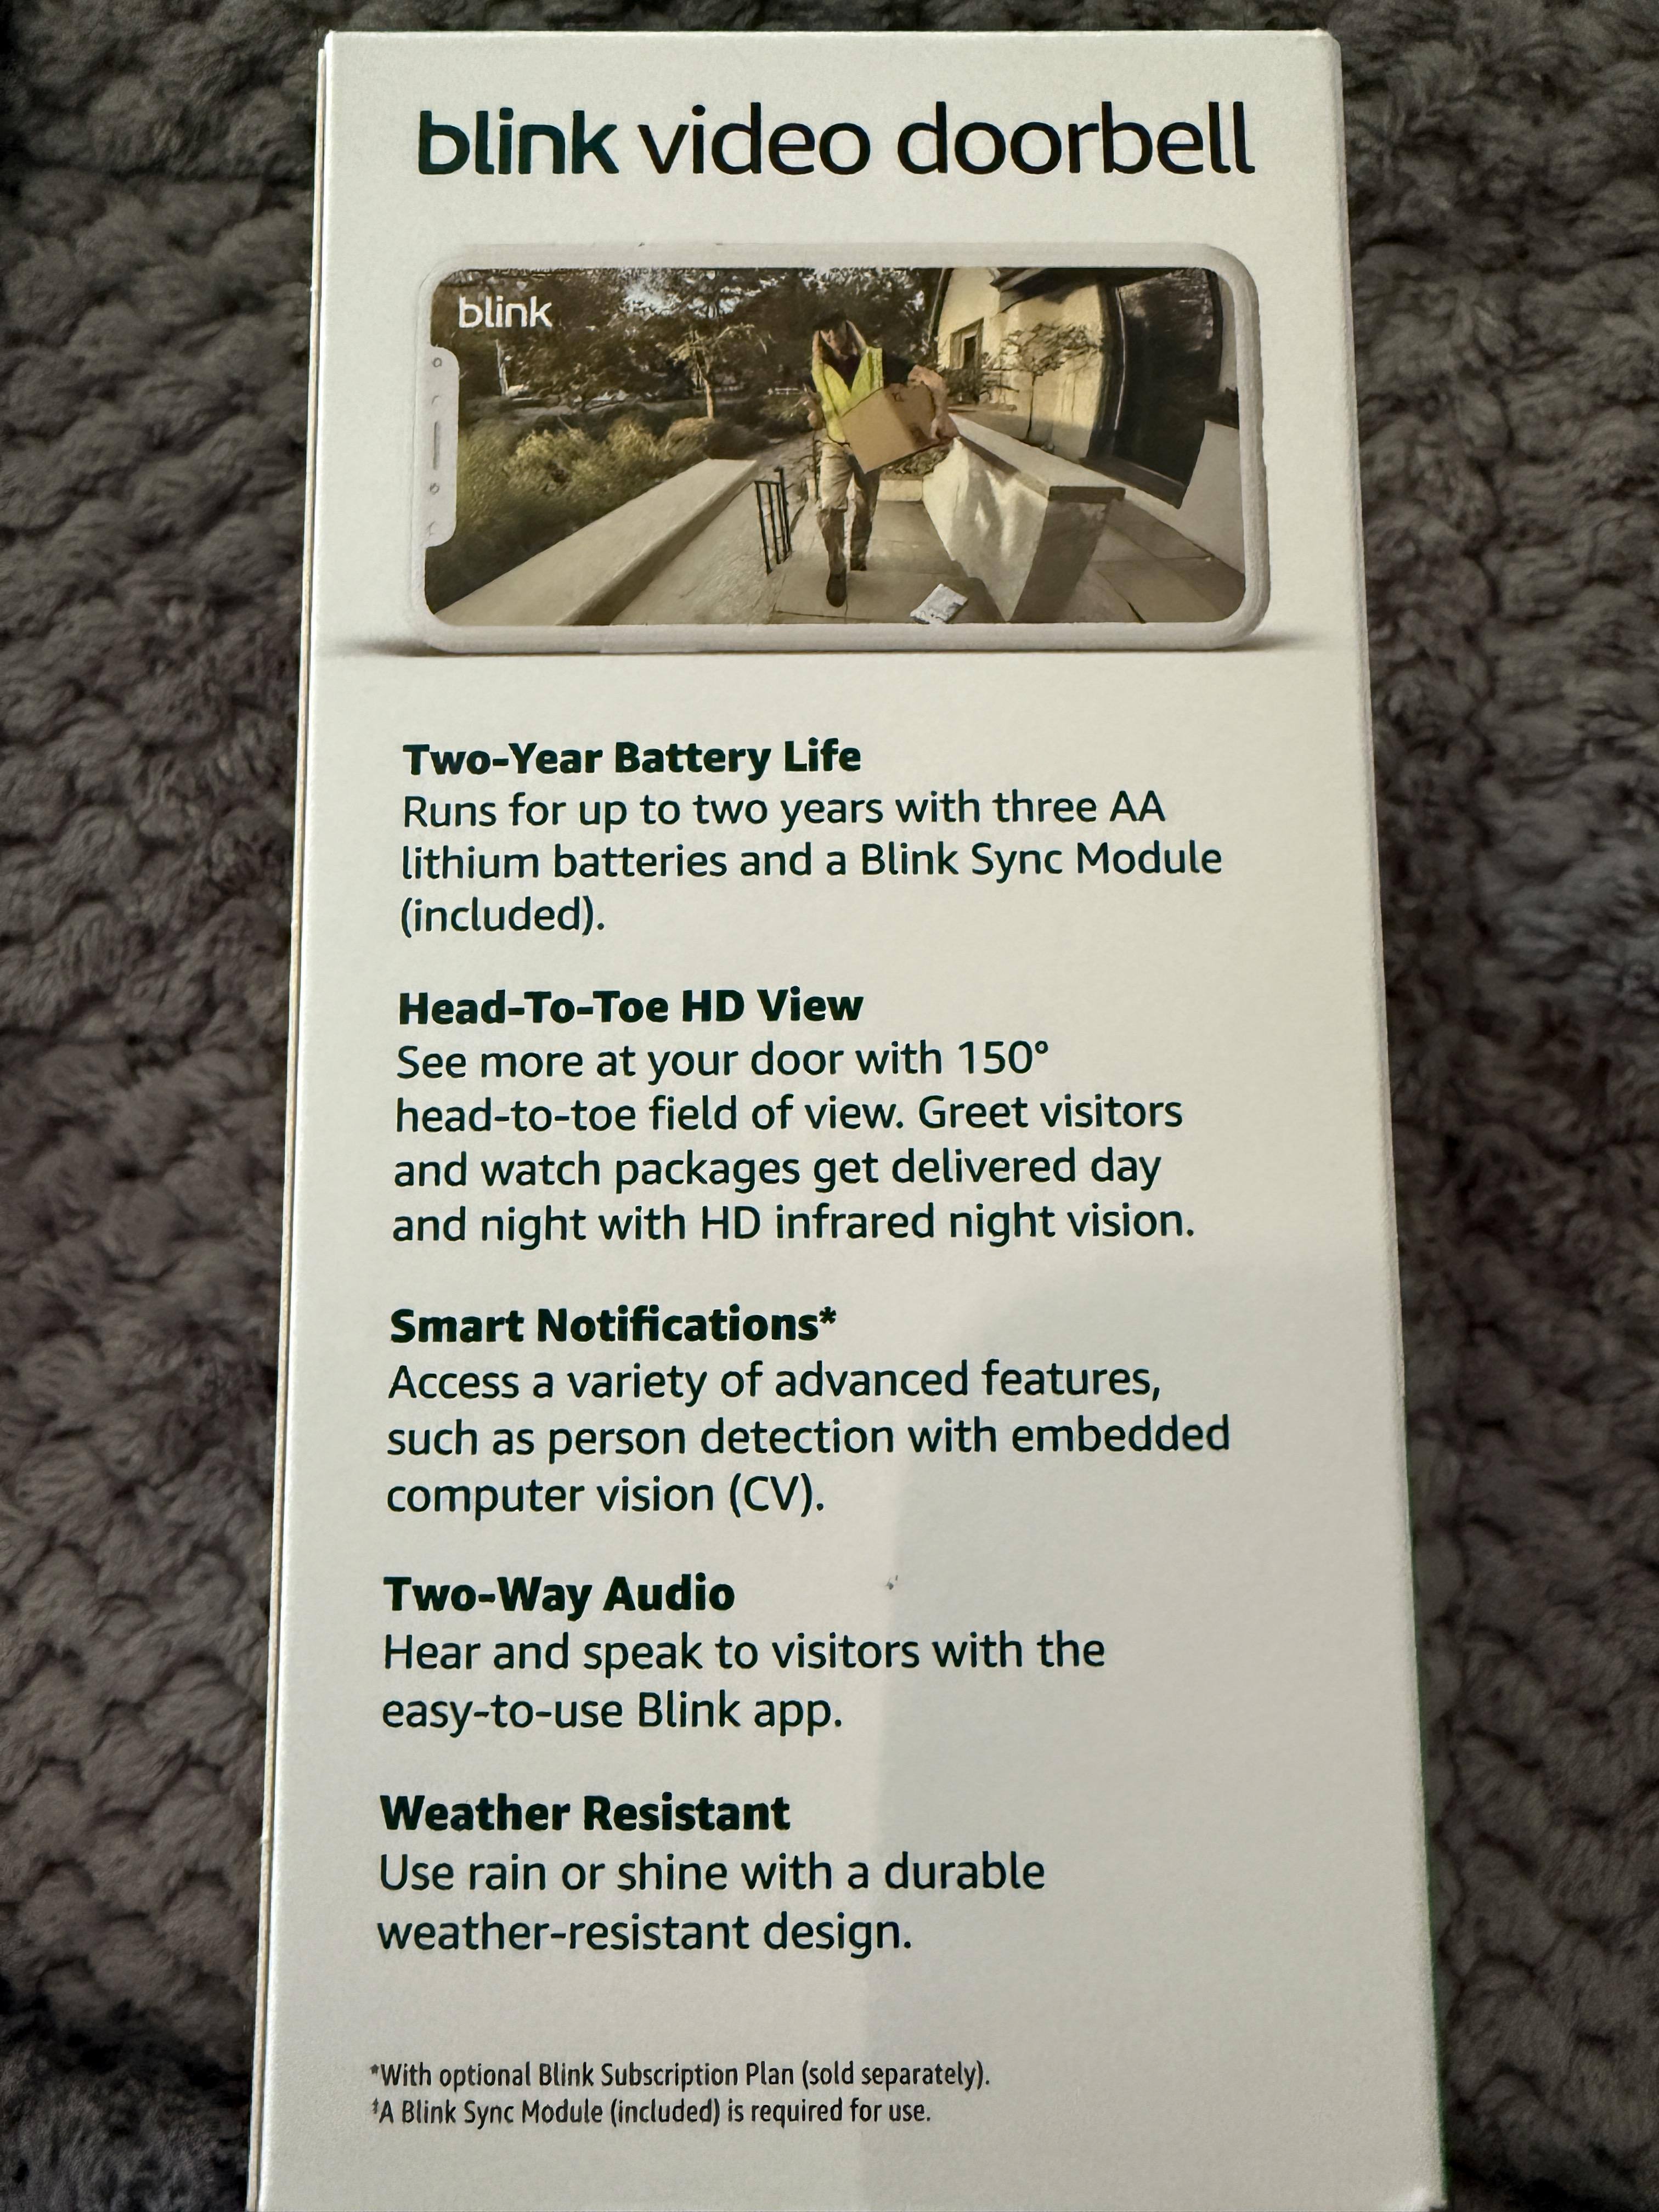 blink video doorbell
blink
Two-Year Battery Life
Runs for up to two years with three AA
lithium batteries and a Blink Sync Module
(included).
Head-To-Toe HD View
See more at your door with 150°
head-to-toe field of view. Greet visitors
and watch packages get delivered day
and night with HD infrared night vision.
Smart Notifications*
Access a variety of advanced features,
such as person detection with embedded
computer vision (CV).
Two-Way Audio
Hear and speak to visitors with the
easy-to-use Blink app.
Weather Resistant
Use rain or shine with a durable
weather-resistant design.
*With optional Blink Subscription Plan (sold separately).
‡A Blink Sync Module (included) is required for use.